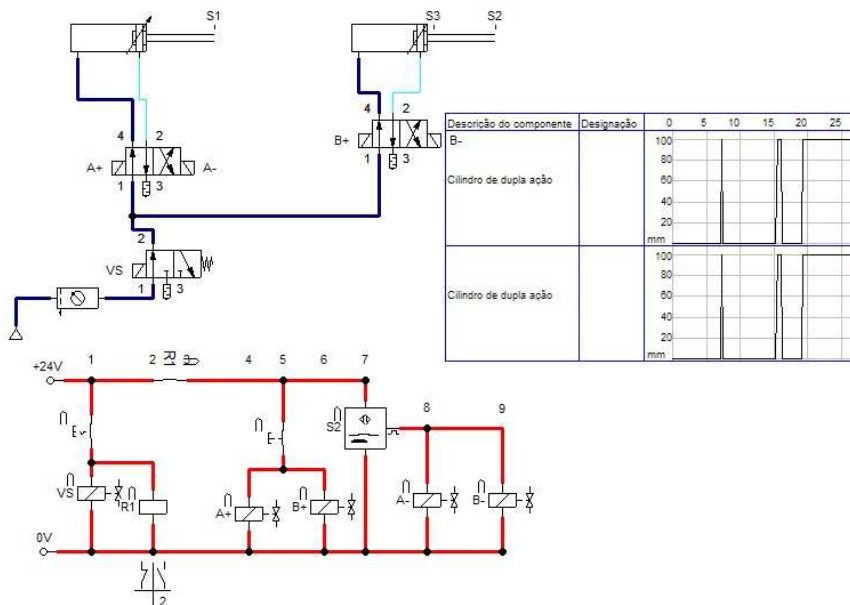 S1
S3 S2
4 2
A+ A-
1 3
4 2
B+
1 3
2
VS
1 3
Descrição do componente Designação 0 5 10 15 20 25
B-
Cilindro de dupla ação
100
80
60
40
20
mm
Cilindro de dupla ação
100
80
60
40
20
mm
+24V 1 2 R1 3 4 5 6 7
S2
8 9
VS
R1
A+
B+
A-
B-
0V
2